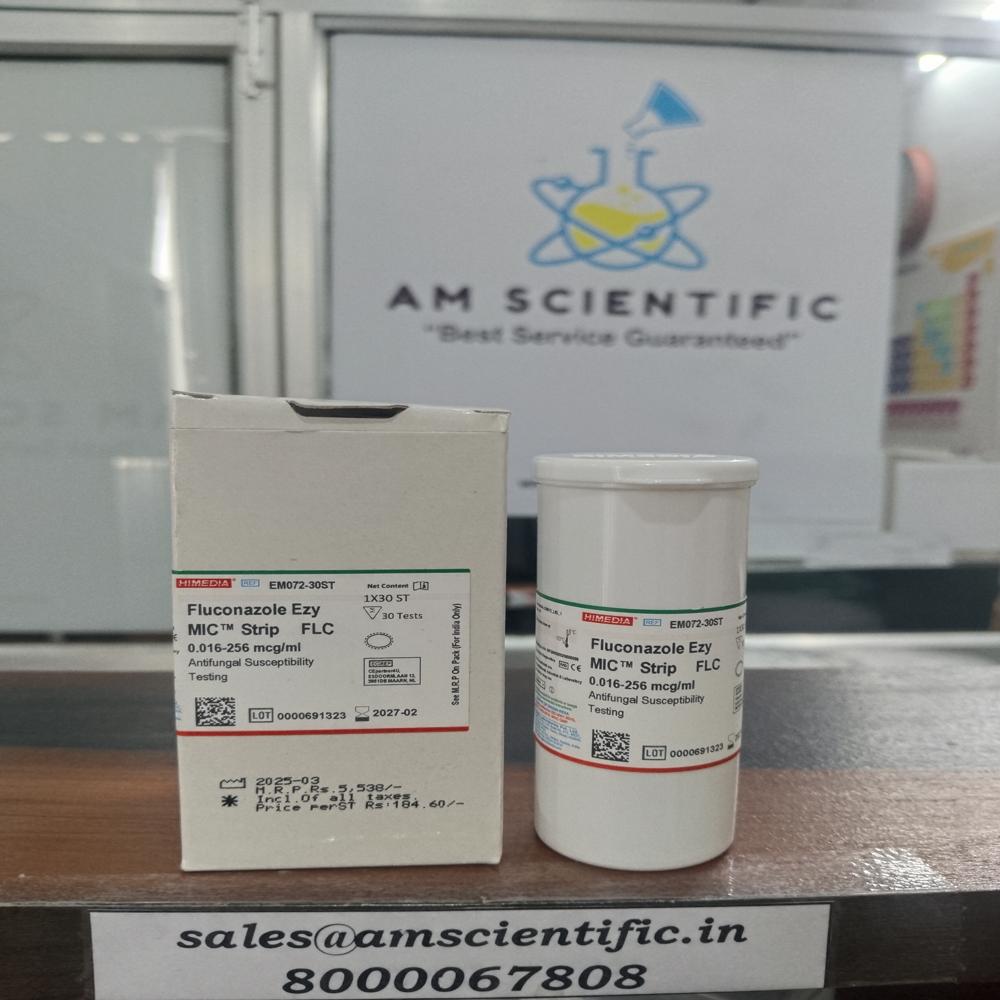 AM SCIENTIFIC
"Best Service Guaranteed"
HIMEDIA REF EM072-30ST Net Content
1X30 ST
30 Tests
Fluconazole Ezy
MIC™ Strip FLC
0.016-256 mcg/ml
Antifungal Susceptibility
Testing
See M.R.P On Pack (For India Only)
LOT 0000691323 2027-02
2025-03
M.R.P.Rs.5,538/-
Incl.Of all taxes.
Price perST Rs:184.60/-
HIMEDIA
HIMEDIA REF EM072-30ST
Fluconazole Ezy
MIC™ Strip FLC
0.016-256 mcg/ml
Antifungal Susceptibility
Testing
LOT 0000691323
sales@amscientific.in
8000067808